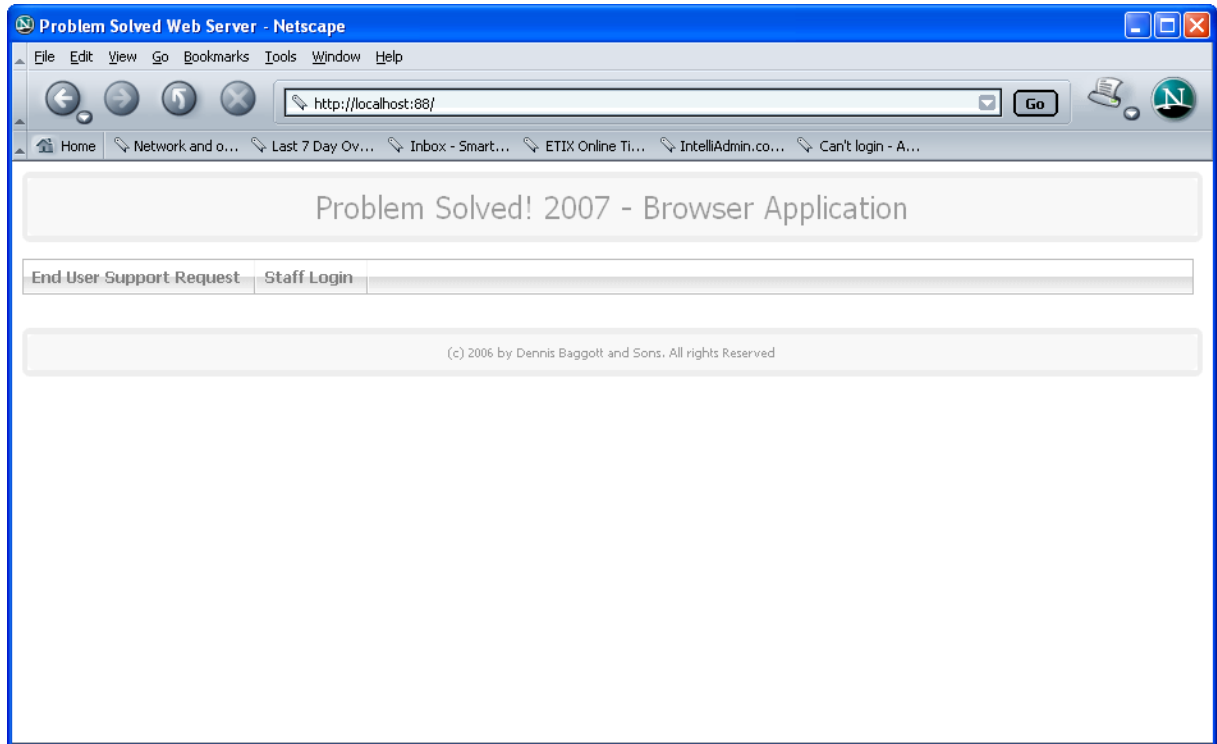 Problem Solved Web Server - Netscape
File Edit View Go Bookmarks Tools Window Help
http://localhost:88/ Go N
Home Network and o... Last 7 Day Ov... Inbox - Smart... ETIX Online Ti... IntelliAdmin.co... Can't login - A...
Problem Solved! 2007 - Browser Application
End User Support Request Staff Login
(c) 2006 by Dennis Baggott and Sons. All rights Reserved